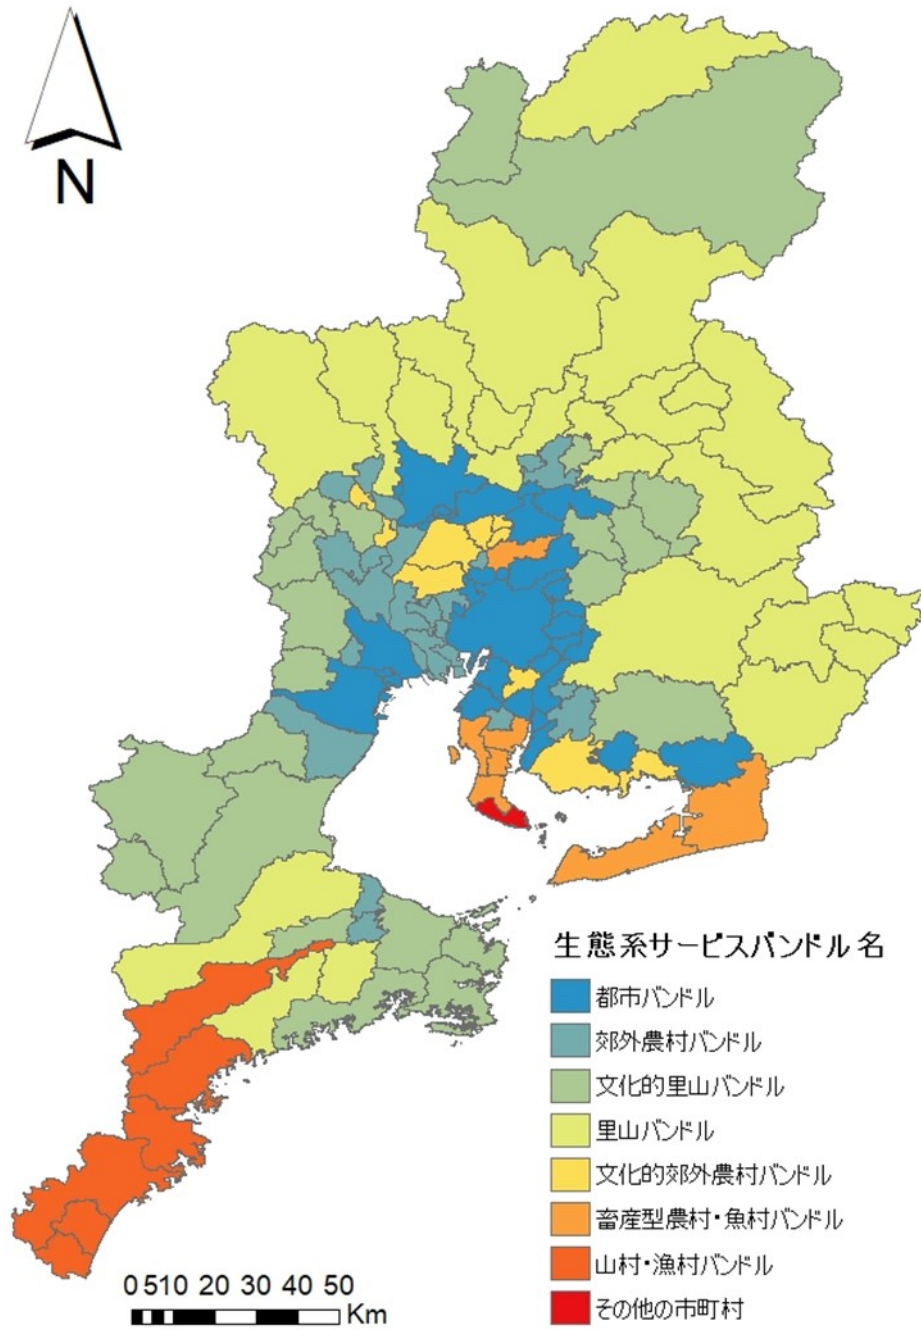 N
生態系サービスバンドル名
都市バンドル
郊外農村バンドル
文化的里山バンドル
里山バンドル
文化的郊外農村バンドル
畜産型農村・魚村バンドル
山村・漁村バンドル
その他の市町村
0 5 10 20 30 40 50
Km